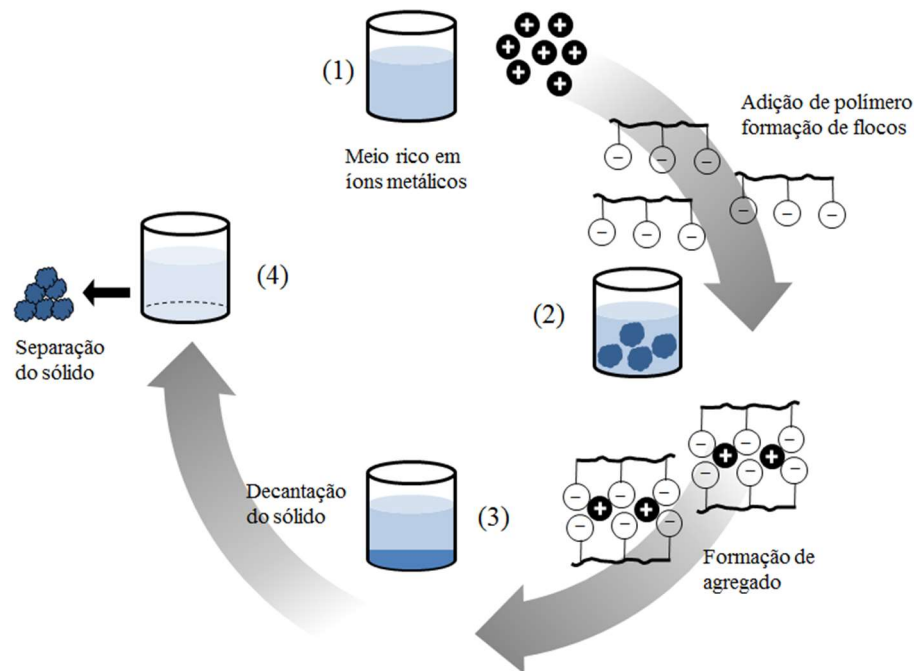 (1)
Meio rico em
íons metálicos
Adição de polímero
formação de flocos
(2)
Formação de
agregado
(3)
Decantação
do sólido
(4)
Separação
do sólido